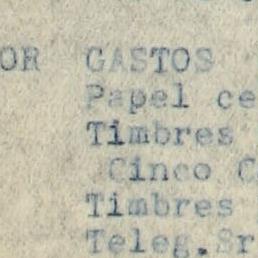 OR GASTOS
Papel ce
Timbres
Cinco C
Timbres
Teleg.Sr